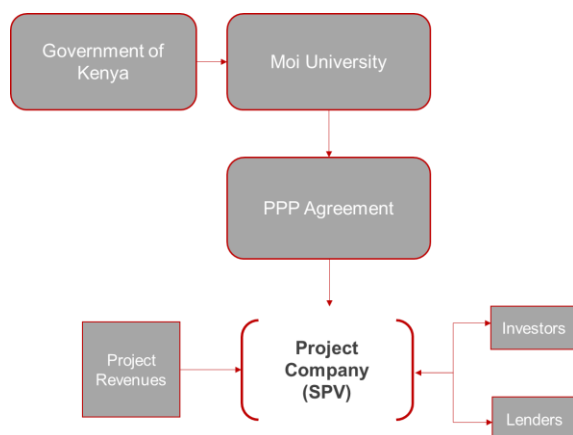 Government of
Kenya
Moi University
PPP Agreement
Project
Revenues
Project
Company
(SPV)
Investors
Lenders